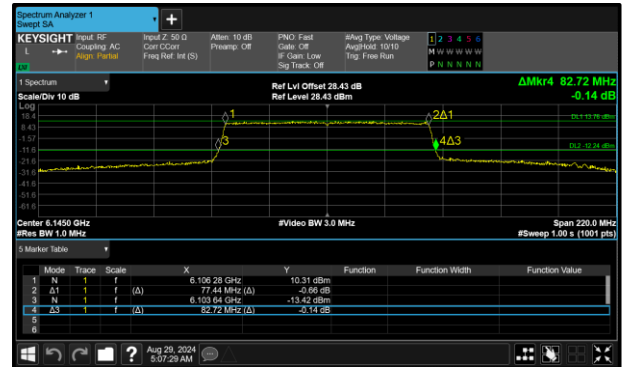 Spectrum Analyzer 1
Swept SA
+
KEYSIGHT Input: RF Input Z: 50 Ω Atten: 10 dB PNO: Fast #Avg Type: Voltage 1 2 3 4 5 6
L Coupling: AC Corr CCorr Preamp: Off Gate: Off Avg|Hold: 10/10 M W W W W W
Align: Partial Freq Ref: Int (S) IF Gain: Low Trig: Free Run
Sig Track: Off P N N N N N
1 Spectrum Ref Lvl Offset 28.43 dB ΔMkr4 82.72 MHz
Scale/Div 10 dB Ref Level 28.43 dBm -0.14 dB
Log
18.4 1 2Δ1 DL1 13.76 dBm
8.43
-1.57 3 4Δ3
-11.6 DL2 -12.24 dBm
-21.6
-31.6
-41.6
-51.6
-61.6
Center 6.1450 GHz #Video BW 3.0 MHz Span 220.0 MHz
#Res BW 1.0 MHz #Sweep 1.00 s (1001 pts)
5 Marker Table
Mode Trace Scale X Y Function Function Width Function Value
1 N 1 f 6.106 28 GHz 10.31 dBm
2 Δ1 1 f (Δ) 77.44 MHz (Δ) -0.66 dB
3 N 1 f 6.103 64 GHz -13.42 dBm
4 Δ3 1 f (Δ) 82.72 MHz (Δ) -0.14 dB
5
6
? Aug 29, 2024
5:07:29 AM